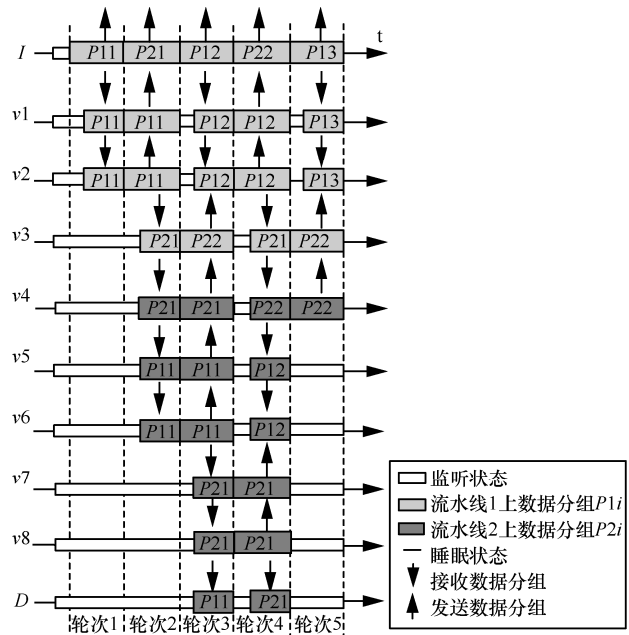 t
I P11 P21 P12 P22 P13
v1 P11 P11 P12 P12 P13
v2 P11 P11 P12 P12 P13
v3 P21 P22 P21 P22
v4 P21 P21 P22 P22
v5 P11 P11 P12
v6 P11 P11 P12
v7 P21 P21
v8 P21 P21
D P11 P21
轮次1 轮次2 轮次3 轮次4 轮次5
监听状态
流水线1上数据分组P1i
流水线2上数据分组P2i
睡眠状态
接收数据分组
发送数据分组